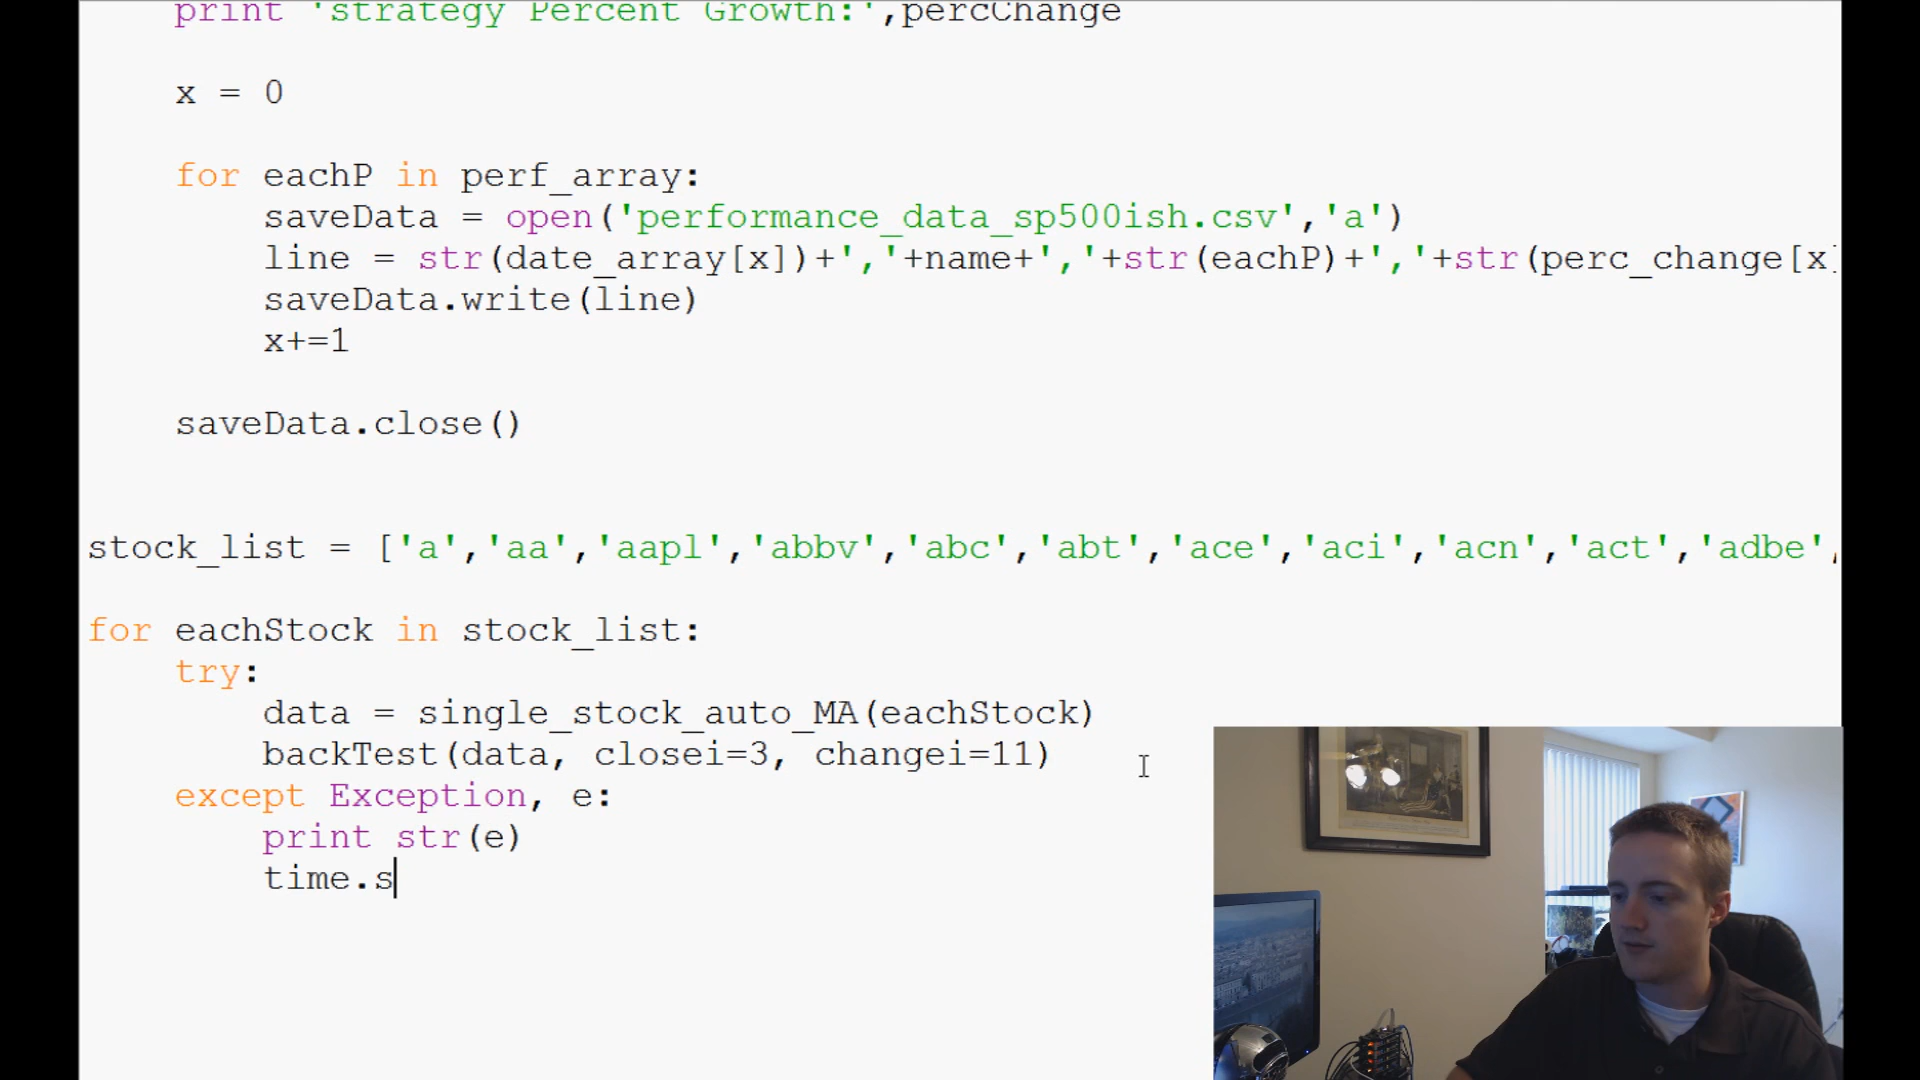 print 'strategy Percent Growth:',percChange
x = 0
for eachP in perf_array:
saveData = open('performance_data_sp500ish.csv','a')
line = str(date_array[x])+','+name+','+str(eachP)+','+str(perc_change[x]
saveData.write(line)
x+=1
saveData.close()
stock_list = ['a','aa','aapl','abbv','abc','abt','ace','aci','acn','act','adbe',
for eachStock in stock_list:
try:
data = single_stock_auto_MA(eachStock)
backTest(data, closei=3, changei=11)
except Exception, e:
print str(e)
time.s